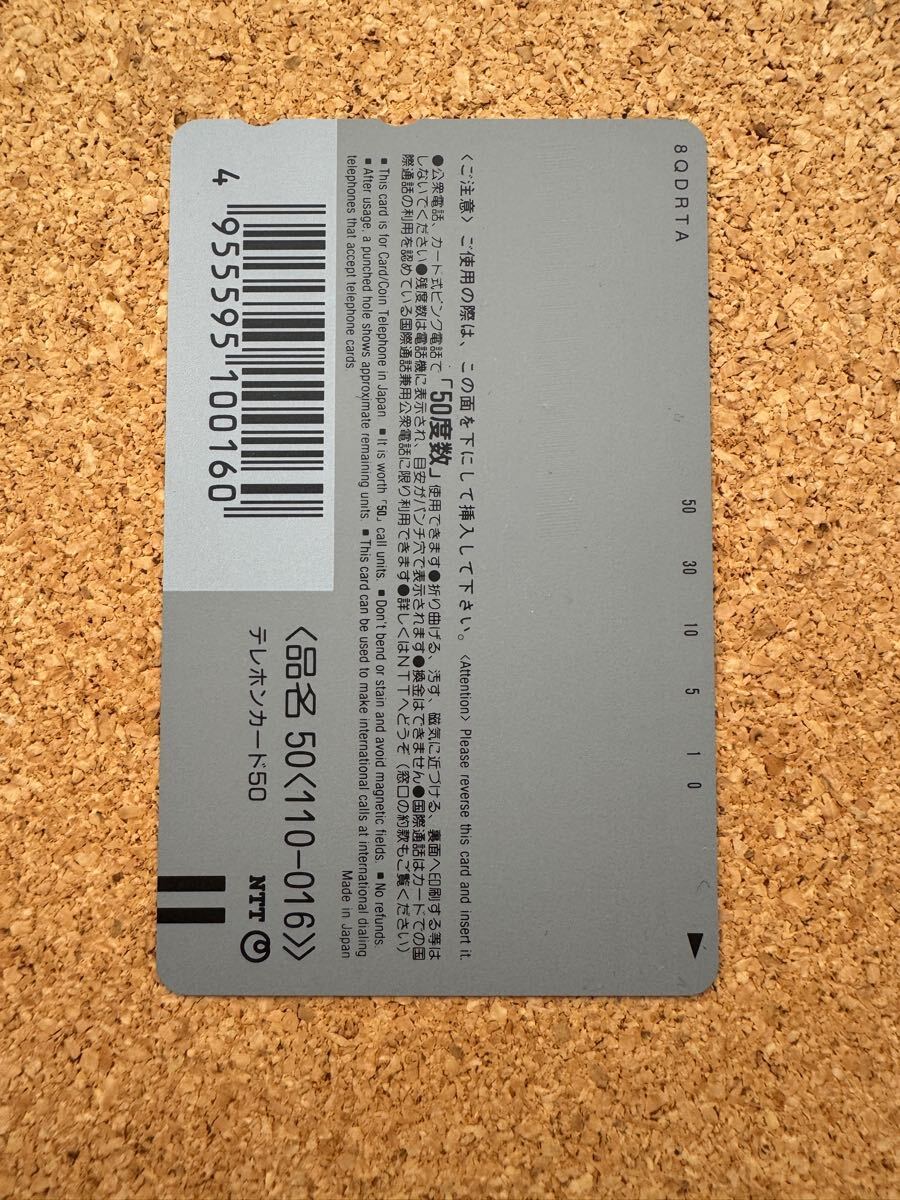 8QDRTA
50 30 10 5 1 0
〈ご注意〉ご使用の際は、この面を下にして挿入して下さい。〈Attention〉Please reverse this card and insert it.
●公衆電話、カード式ピンク電話で「50度数」使用できます●折り曲げる、汚す、磁気に近づける、裏面へ印刷する等は
しないでください●残度数は電話機に表示され、目安がパンチ穴で表示されます●換金はできません●国際通話はカードでの国
際通話の利用を認めている国際通話兼用公衆電話に限り利用できます●詳しくはNTTへどうぞ(窓口の約款もご覧ください)
■This card is for Card/Coin Telephone in Japan ■It is worth「50」call units. ■Don't bend or stain and avoid magnetic fields. ■No refunds.
■After usage, a punched hole shows approximate remaining units. ■This card can be used to make international calls at international dialing
telephones that accept telephone cards.
Made in Japan
4 955595 100160
〈品名 50〈110-016〉〉
テレホンカード50
NTT